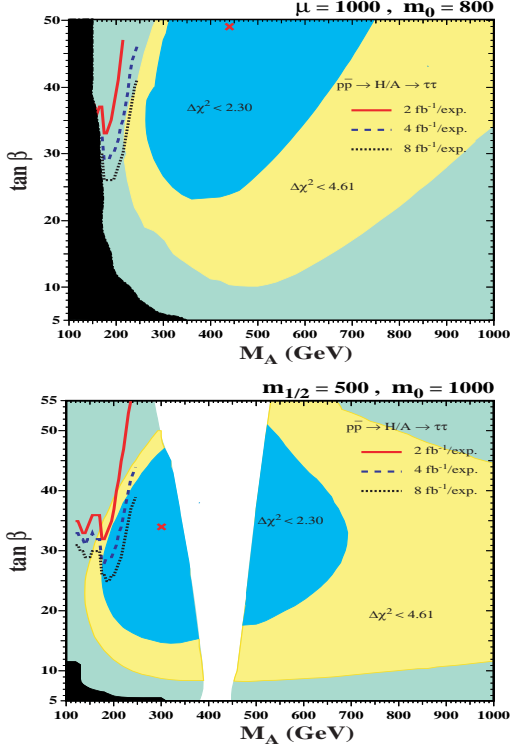 μ = 1000 , m₀ = 800
50
40
30
20
10
5
tan β
pp̅ → H/A → ττ
2 fb⁻¹/exp.
4 fb⁻¹/exp.
8 fb⁻¹/exp.
Δχ² < 2.30
Δχ² < 4.61
100 200 300 400 500 600 700 800 900 1000
M_A (GeV)
m₁/₂ = 500 , m₀ = 1000
55
50
40
30
20
10
5
tan β
pp̅ → H/A → ττ
2 fb⁻¹/exp.
4 fb⁻¹/exp.
8 fb⁻¹/exp.
Δχ² < 2.30
Δχ² < 4.61
100 200 300 400 500 600 700 800 900 1000
M_A (GeV)